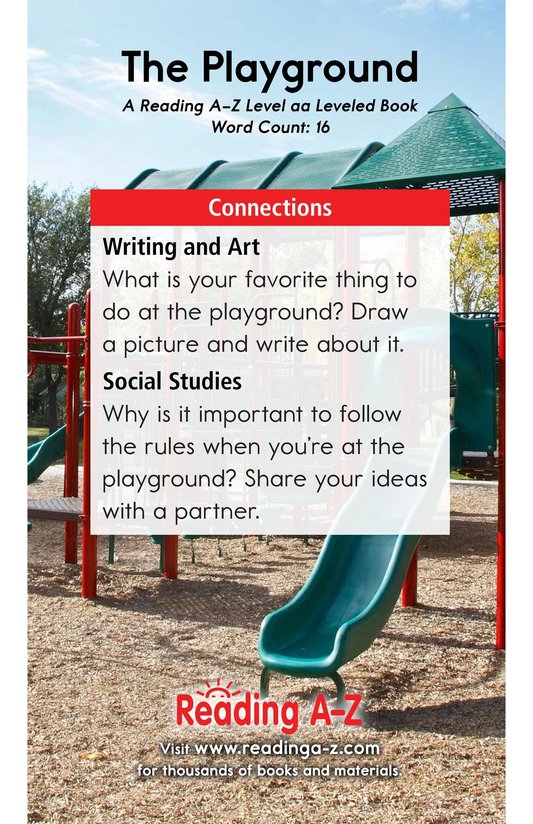 The Playground
A Reading A–Z Level aa Leveled Book
Word Count: 16
Connections
Writing and Art
What is your favorite thing to
do at the playground? Draw
a picture and write about it.
Social Studies
Why is it important to follow
the rules when you're at the
playground? Share your ideas
with a partner.
Reading A-Z
Visit www.readinga-z.com
for thousands of books and materials.